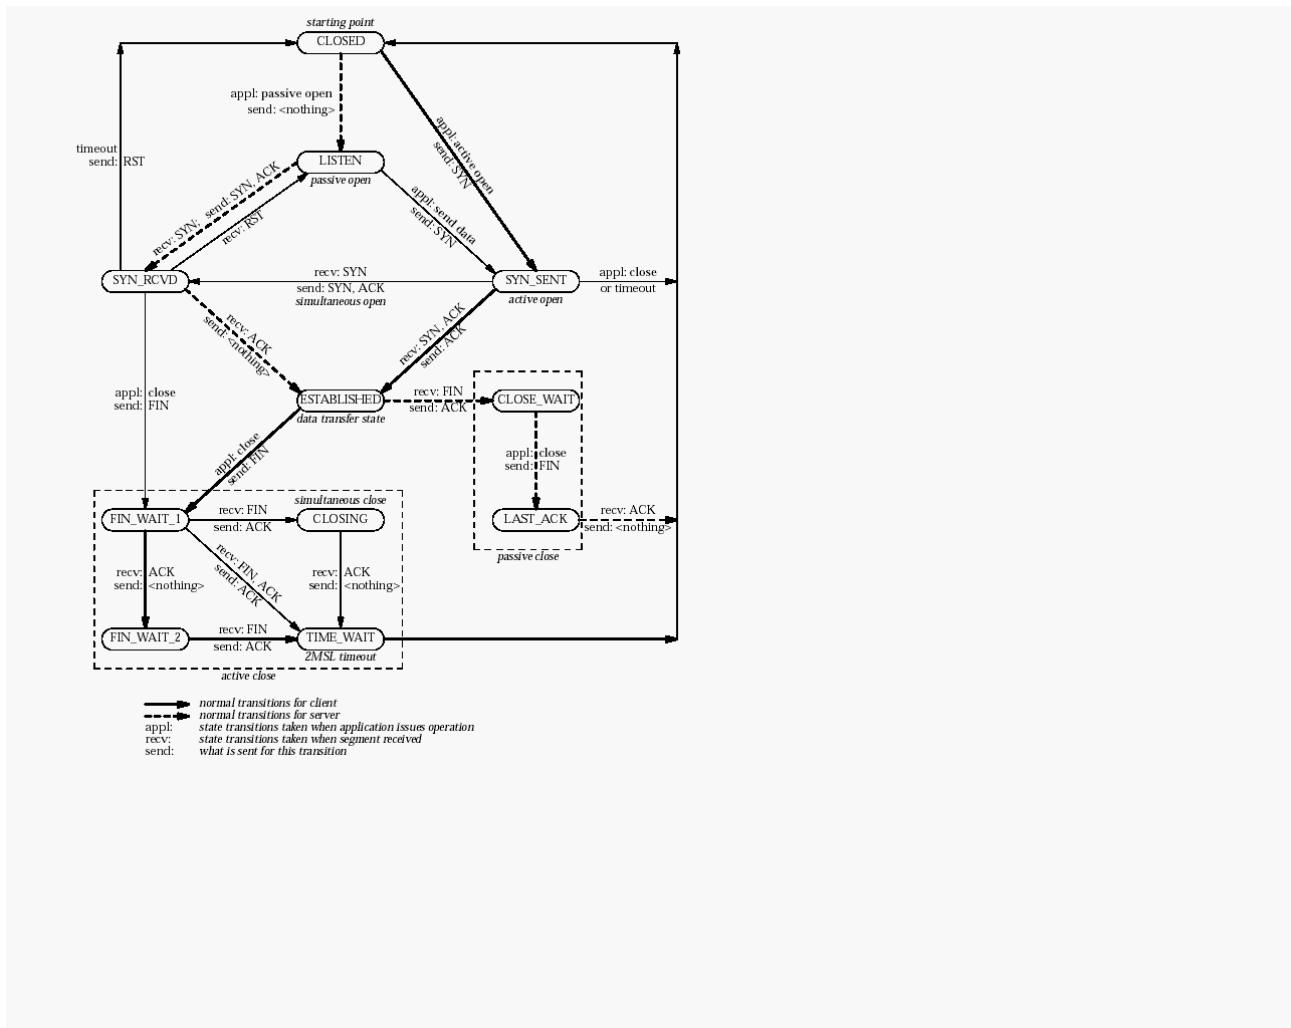 starting point
CLOSED
appl: passive open
send: <nothing>
appl: active open
send: SYN
timeout
send: RST
LISTEN
passive open
recv: SYN; send: SYN, ACK
recv: RST
appl: send data
send: SYN
SYN_RCVD
recv: SYN
send: SYN, ACK
simultaneous open
SYN_SENT
active open
appl: close
or timeout
recv: ACK
send: <nothing>
recv: SYN, ACK
send: ACK
appl: close
send: FIN
ESTABLISHED
data transfer state
recv: FIN
send: ACK
CLOSE_WAIT
appl: close
send: FIN
appl: close
send: FIN
simultaneous close
FIN_WAIT_1
recv: FIN
send: ACK
CLOSING
LAST_ACK
recv: ACK
send: <nothing>
passive close
recv: ACK
send: <nothing>
recv: FIN, ACK
send: ACK
recv: ACK
send: <nothing>
FIN_WAIT_2
recv: FIN
send: ACK
TIME_WAIT
2MSL timeout
active close
normal transitions for client
normal transitions for server
appl: state transitions taken when application issues operation
recv: state transitions taken when segment received
send: what is sent for this transition